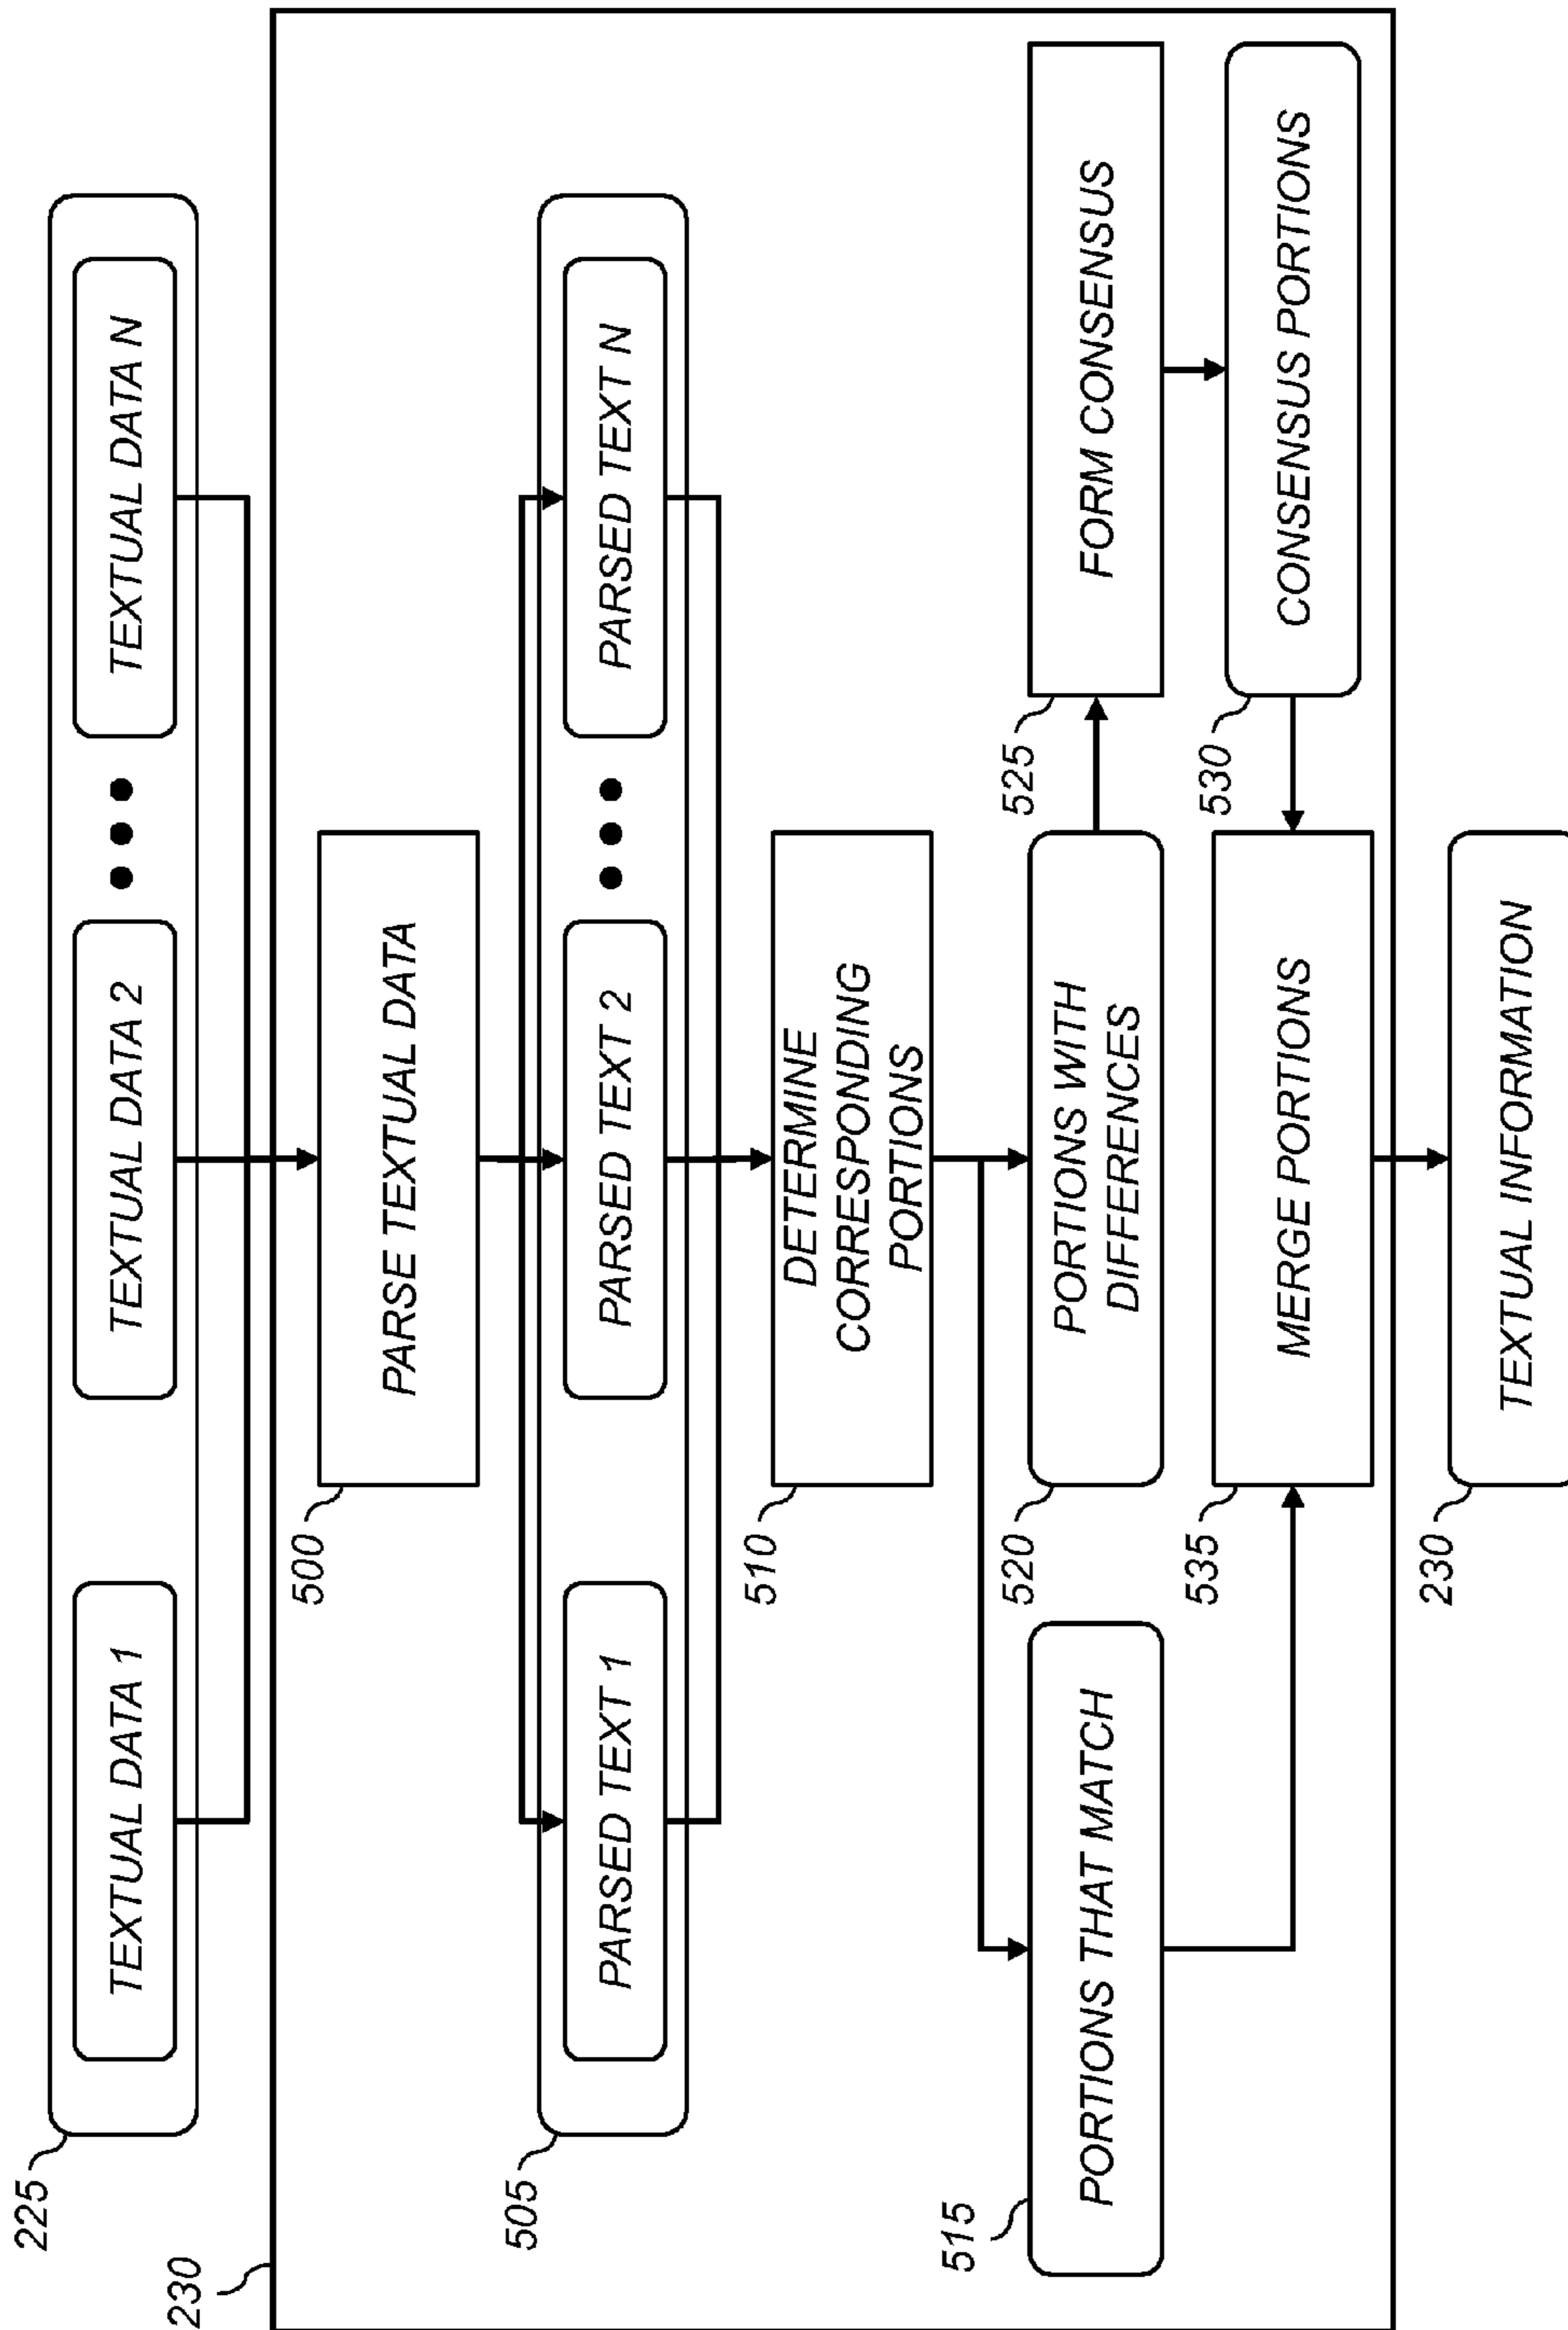 225
TEXTUAL DATA 1
TEXTUAL DATA 2
TEXTUAL DATA N
230
500
PARSE TEXTUAL DATA
505
PARSED TEXT 1
PARSED TEXT 2
PARSED TEXT N
510
DETERMINE
CORRESPONDING
PORTIONS
515
PORTIONS THAT MATCH
520
PORTIONS WITH
DIFFERENCES
525
FORM CONSENSUS
530
CONSENSUS PORTIONS
535
MERGE PORTIONS
230
TEXTUAL INFORMATION